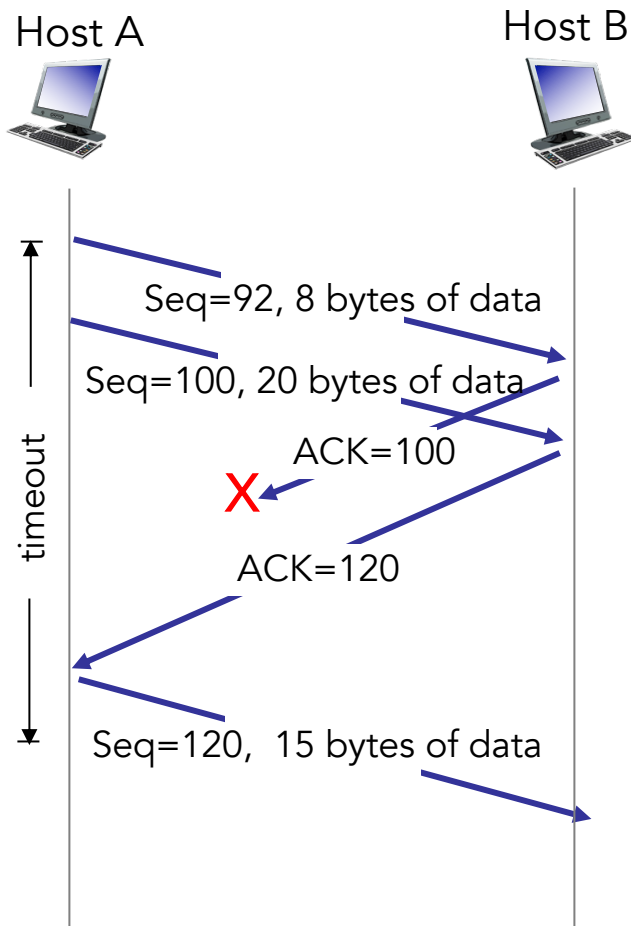 Host A
Host B
Seq=92, 8 bytes of data
Seq=100, 20 bytes of data
ACK=100
X
timeout
ACK=120
Seq=120, 15 bytes of data